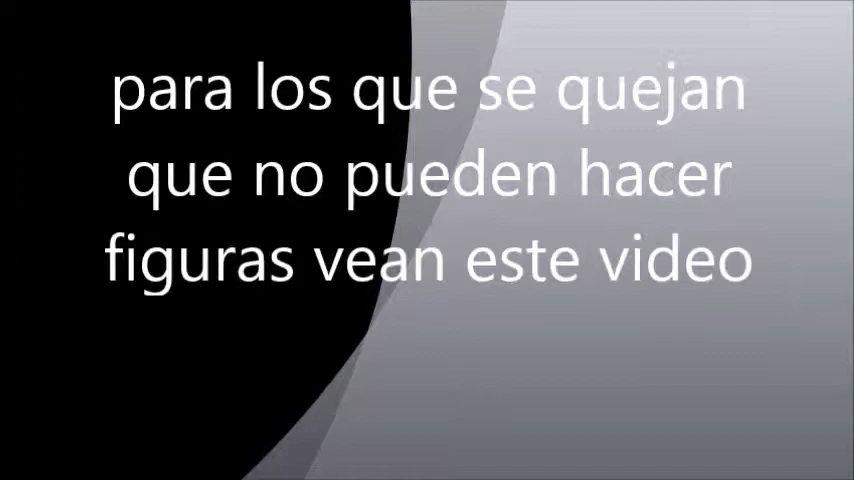 para los que se quejan
que no pueden hacer
figuras vean este video